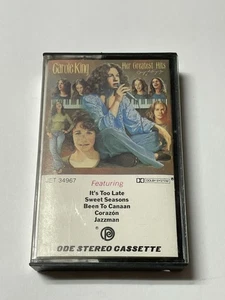 Carole King
Her Greatest Hits
JET 34967
Featuring
DOLBY SYSTEM
It's Too Late
Sweet Seasons
Been To Canaan
Corazón
Jazzman
ODE STEREO CASSETTE